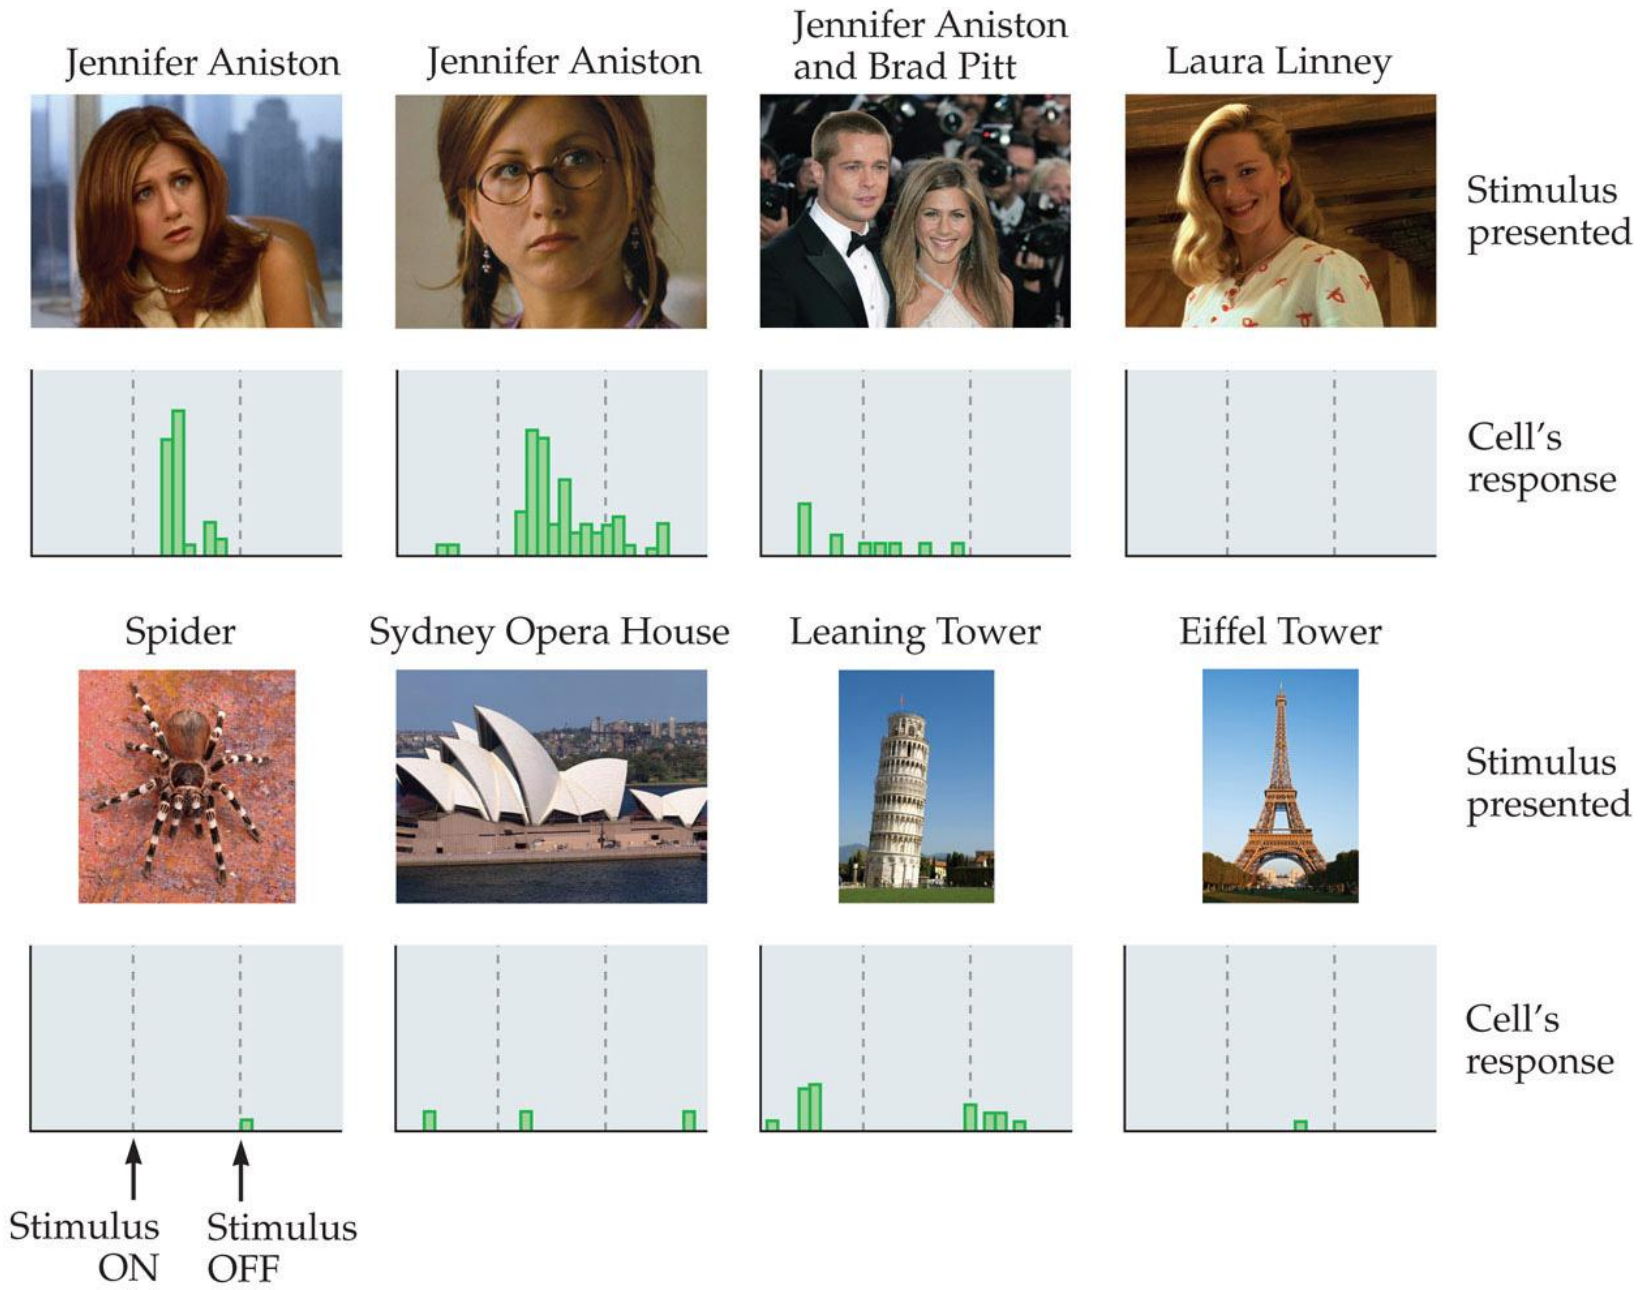 Jennifer Aniston
Jennifer Aniston
Jennifer Aniston
and Brad Pitt
Laura Linney
Stimulus
presented
Cell's
response
Spider
Sydney Opera House
Leaning Tower
Eiffel Tower
Stimulus
presented
Cell's
response
Stimulus
ON
Stimulus
OFF